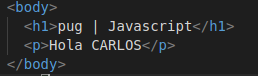 <body>
<h1>pug | Javascript</h1>
<p>Hola CARLOS</p>
</body>